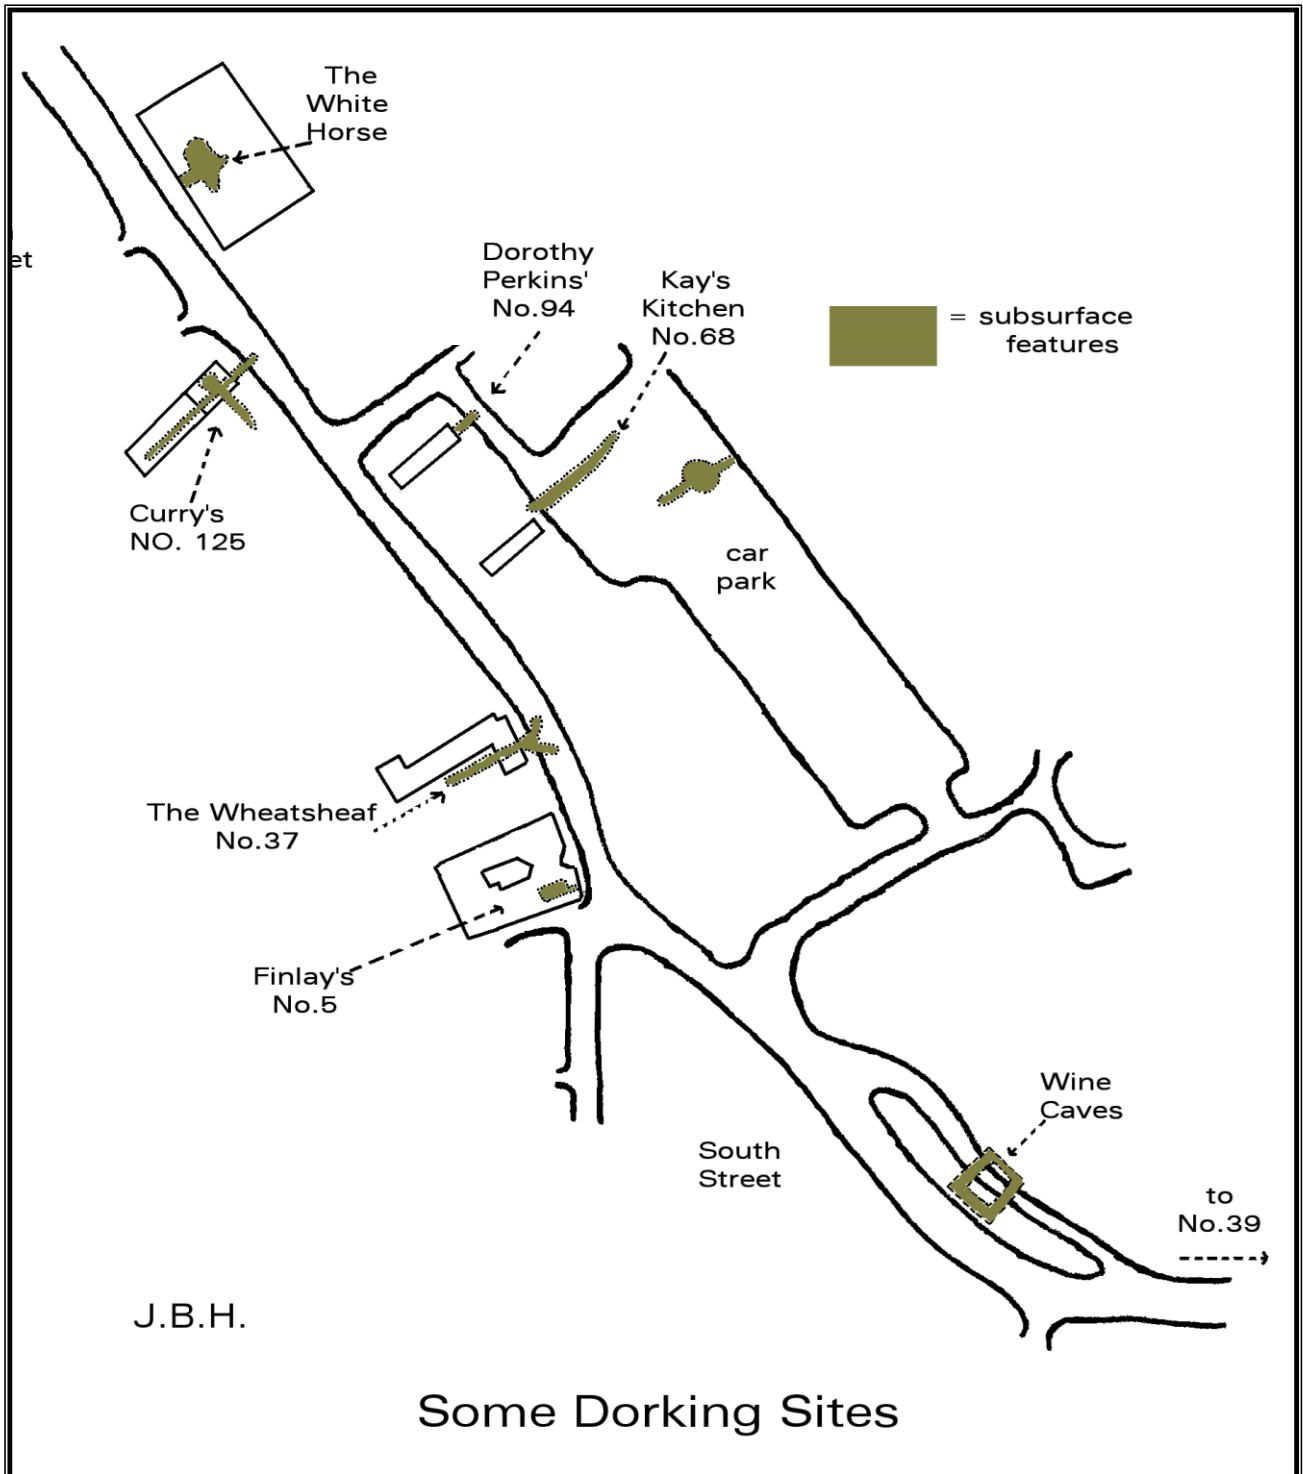 The
White
Horse
et
Dorothy
Perkins'
No.94
Kay's
Kitchen
No.68
= subsurface
features
Curry's
NO. 125
car
park
The Wheatsheaf
No.37
Finlay's
No.5
Wine
Caves
South
Street
to
No.39
J.B.H.
Some Dorking Sites